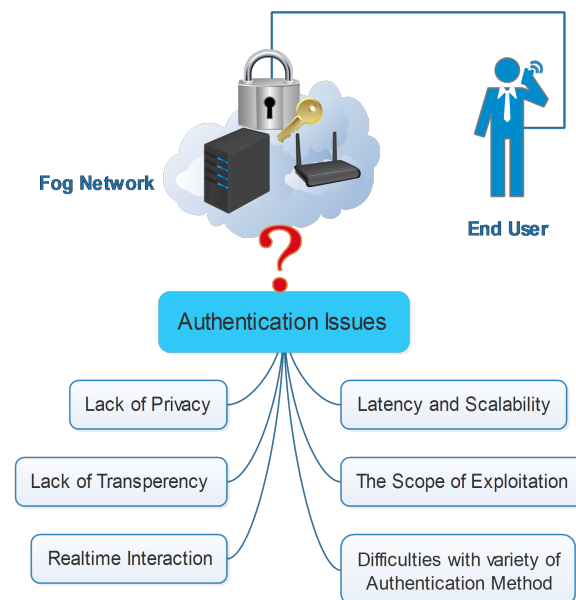 Fog Network
End User
?
Authentication Issues
Lack of Privacy
Latency and Scalability
Lack of Transperency
The Scope of Exploitation
Realtime Interaction
Difficulties with variety of
Authentication Method